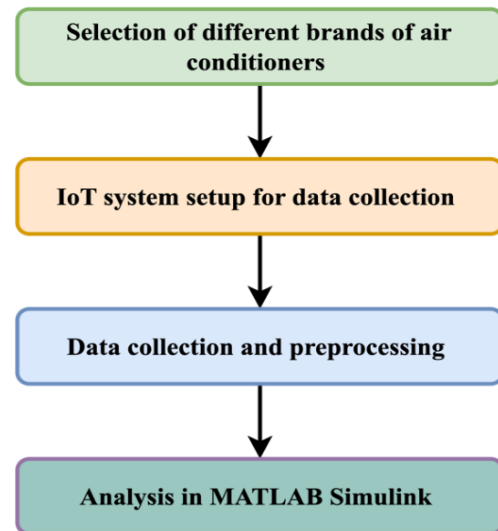 Selection of different brands of air
conditioners
IoT system setup for data collection
Data collection and preprocessing
Analysis in MATLAB Simulink